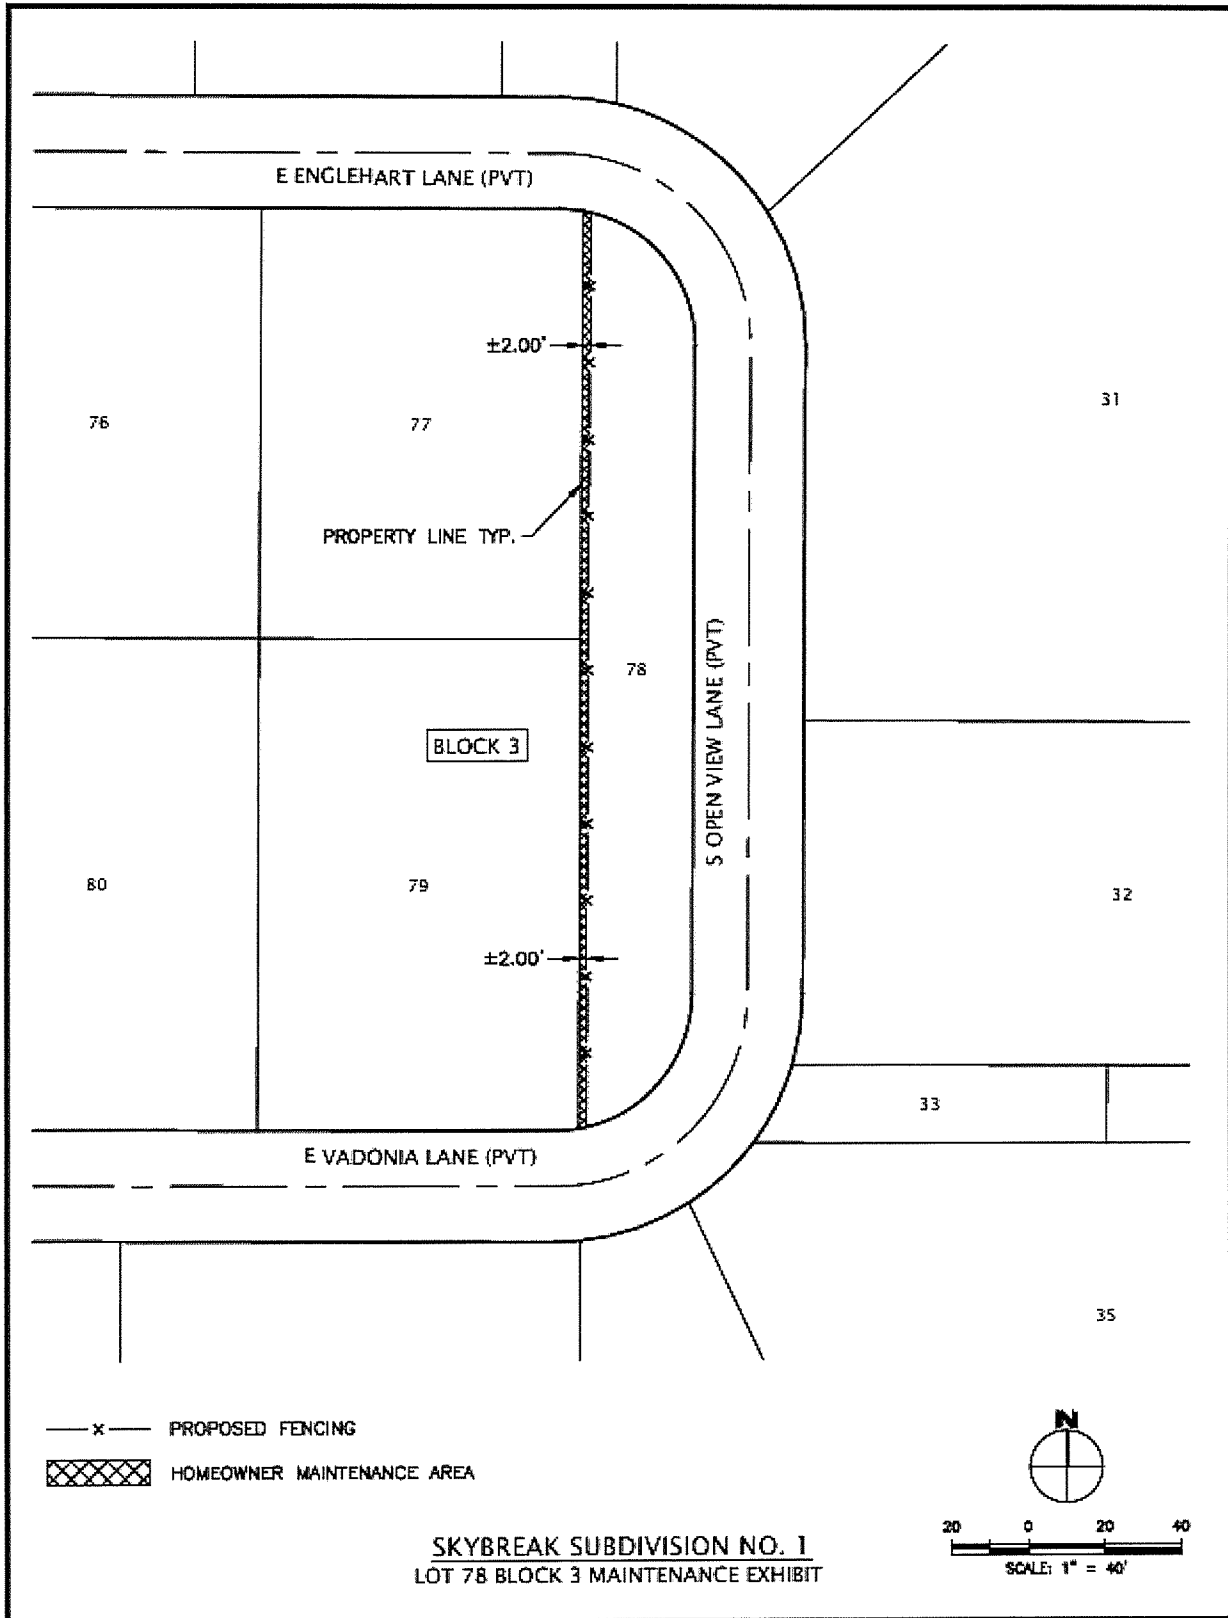 E ENGLEHART LANE (PVT)
±2.00'
31
76
77
PROPERTY LINE TYP.
78
S OPEN VIEW LANE (PVT)
BLOCK 3
80
79
32
±2.00'
33
E VADONIA LANE (PVT)
35
x PROPOSED FENCING
HOMEOWNER MAINTENANCE AREA
N
20 0 20 40
SCALE: 1" = 40'
SKYBREAK SUBDIVISION NO. 1
LOT 78 BLOCK 3 MAINTENANCE EXHIBIT